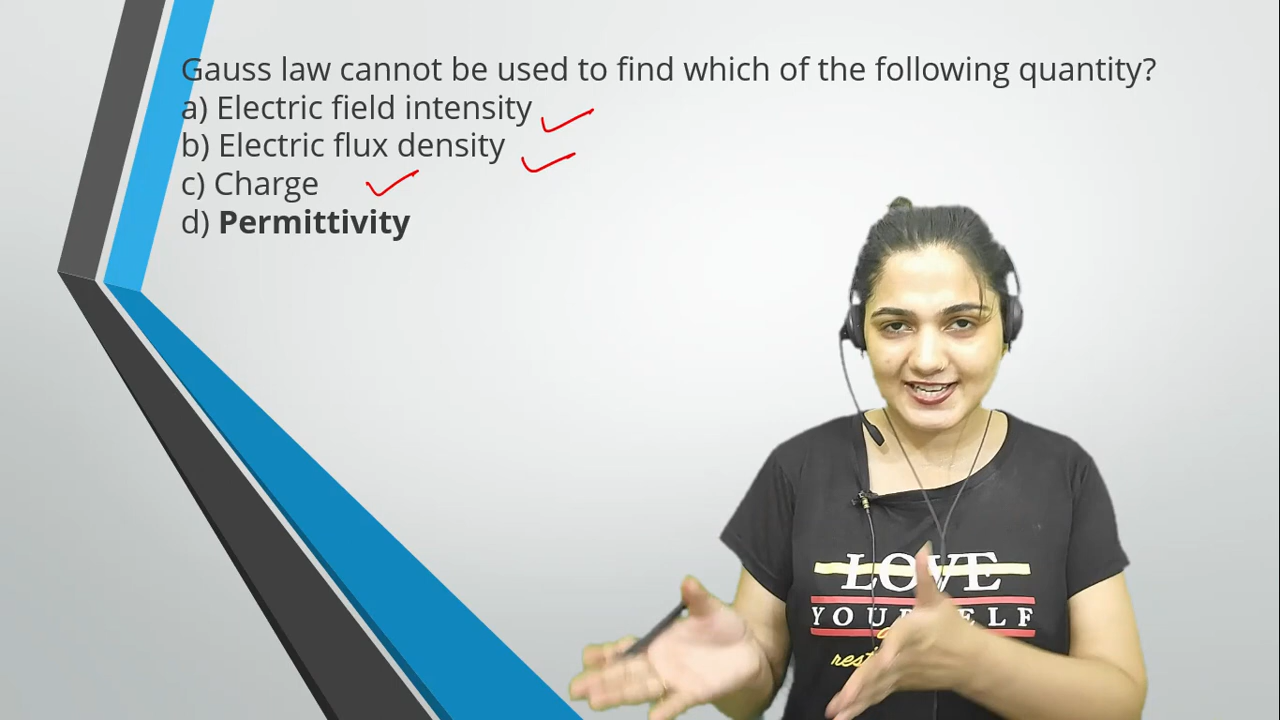 Gauss law cannot be used to find which of the following quantity?
a) Electric field intensity
b) Electric flux density
c) Charge
d) Permittivity
LOVE